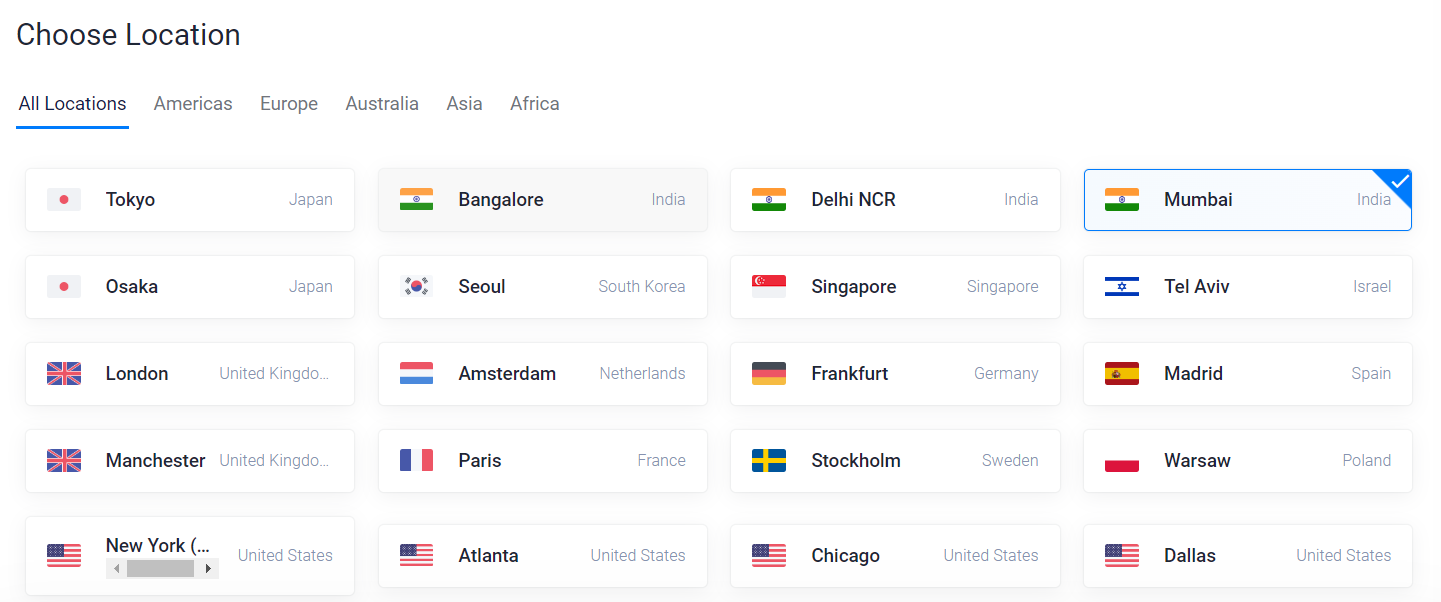 Choose Location
All Locations Americas Europe Australia Asia Africa
Tokyo Japan Bangalore India Delhi NCR India Mumbai India
Osaka Japan Seoul South Korea Singapore Singapore Tel Aviv Israel
London United Kingdo... Amsterdam Netherlands Frankfurt Germany Madrid Spain
Manchester United Kingdo... Paris France Stockholm Sweden Warsaw Poland
New York (... United States Atlanta United States Chicago United States Dallas United States